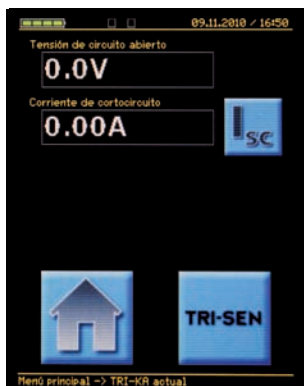 09.11.2010 / 16:50
Tensión de circuito abierto
0.0V
Corriente de cortocircuito
0.00A
Isc
TRI-SEN
Menú principal -> TRI-KA actual